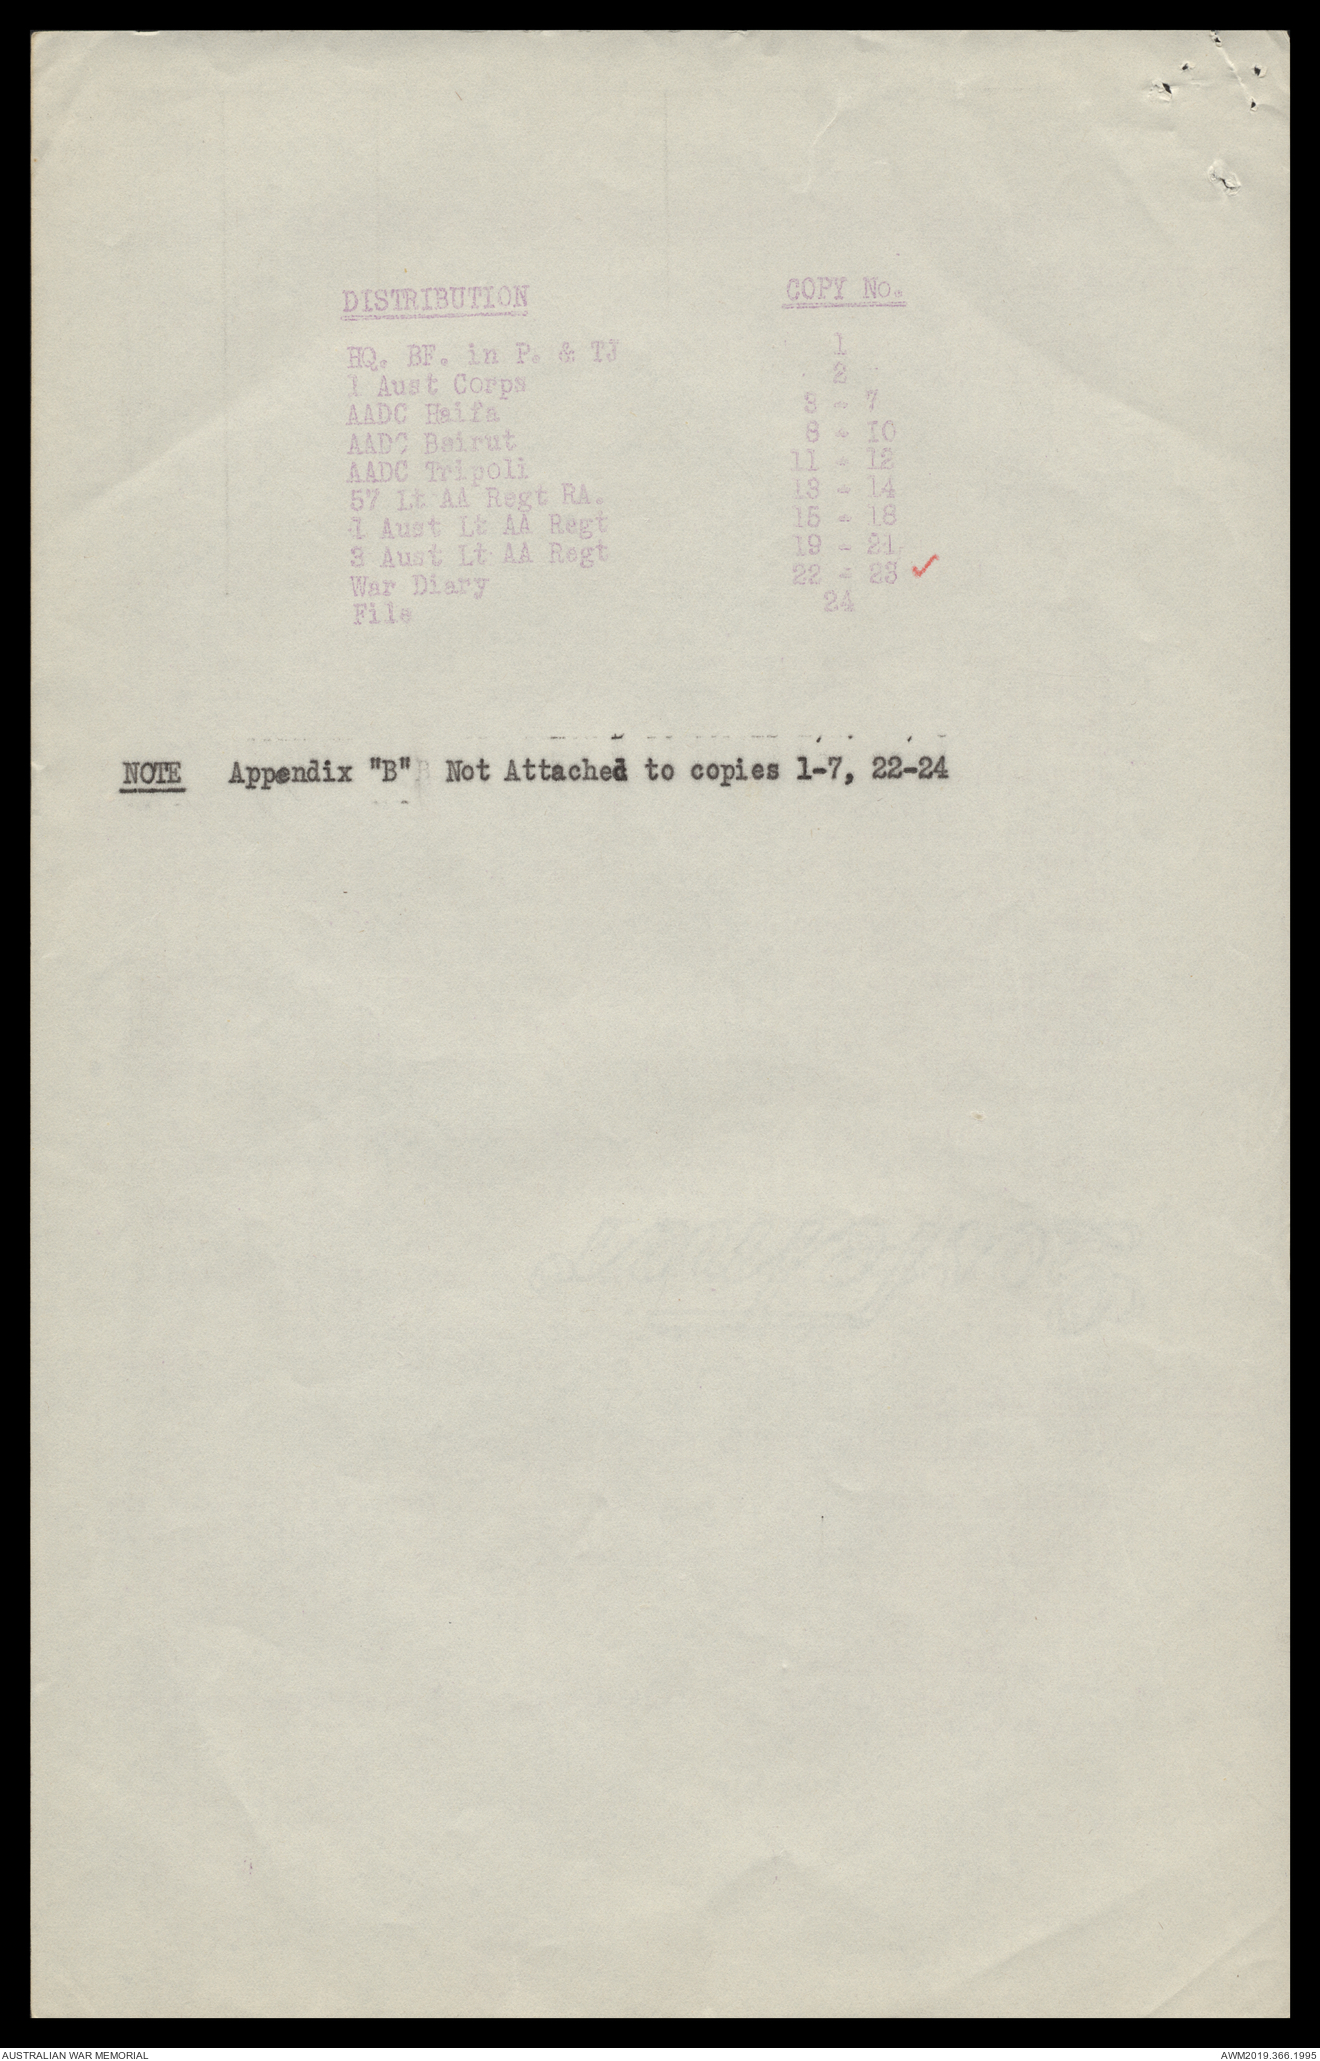 DISTRIBUTION COPY No.
HQ. BF. in P. & TJ 1
1 Aust Corps 2
AADC Haifa 3 - 7
AADC Beirut 8 - 10
AADC Tripoli 11 - 12
57 Lt AA Regt RA. 13 - 14
1 Aust Lt AA Regt 15 - 18
3 Aust Lt AA Regt 19 - 21
War Diary 22 - 23 ✓
File 24
NOTE Appendix "B" Not Attached to copies 1-7, 22-24
AUSTRALIAN WAR MEMORIAL AWM2019.366.1995